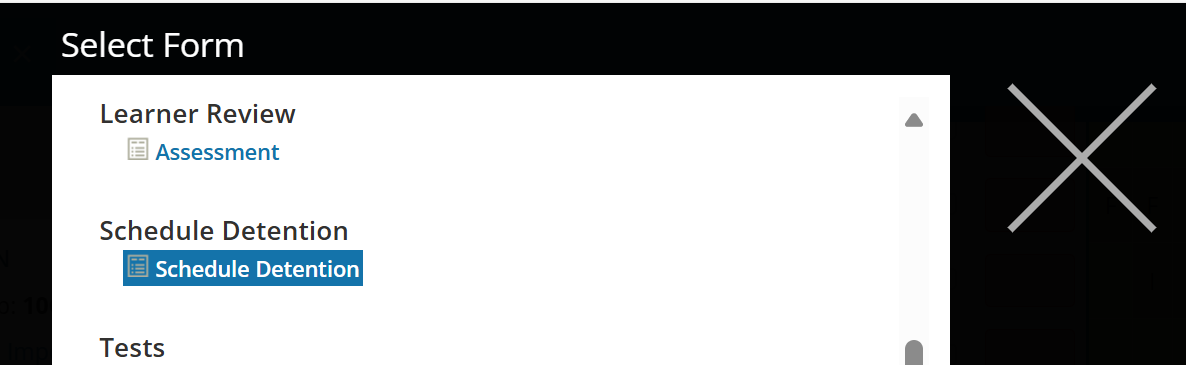 Select Form
Learner Review
Assessment
Schedule Detention
Schedule Detention
Tests